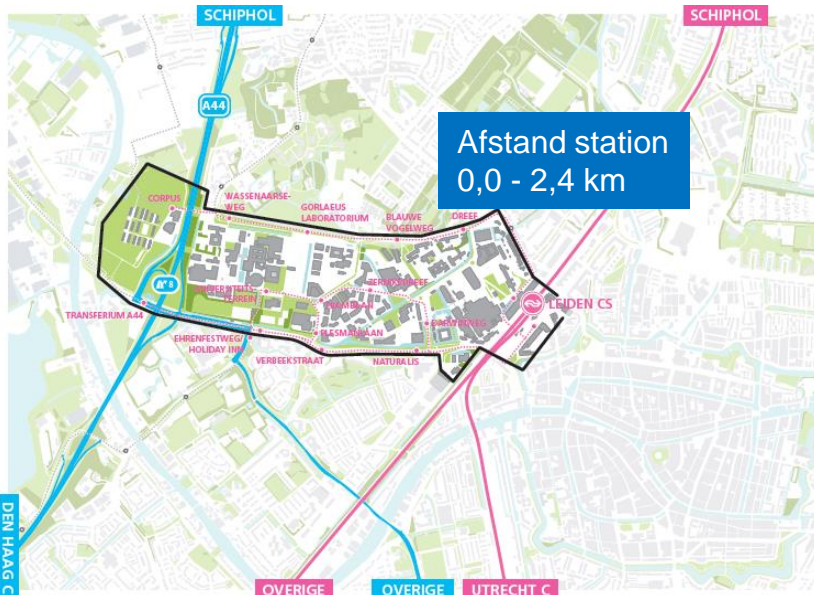 SCHIPHOL
SCHIPHOL
A44
Afstand station
0,0 - 2,4 km
CORPUS
WASSENAARSE-
WEG
GORLAEUS
LABORATORIUM
BLAUWE
VOGELWEG
DREEF
TRANSFERIUM A44
EHRENFESTWEG/
HOLIDAY INN
VERBEEKSTRAAT
PLESMANLAAN
NATURALIS
LEIDEN CS
DEN HAAG C
OVERIGE
OVERIGE
UTRECHT C